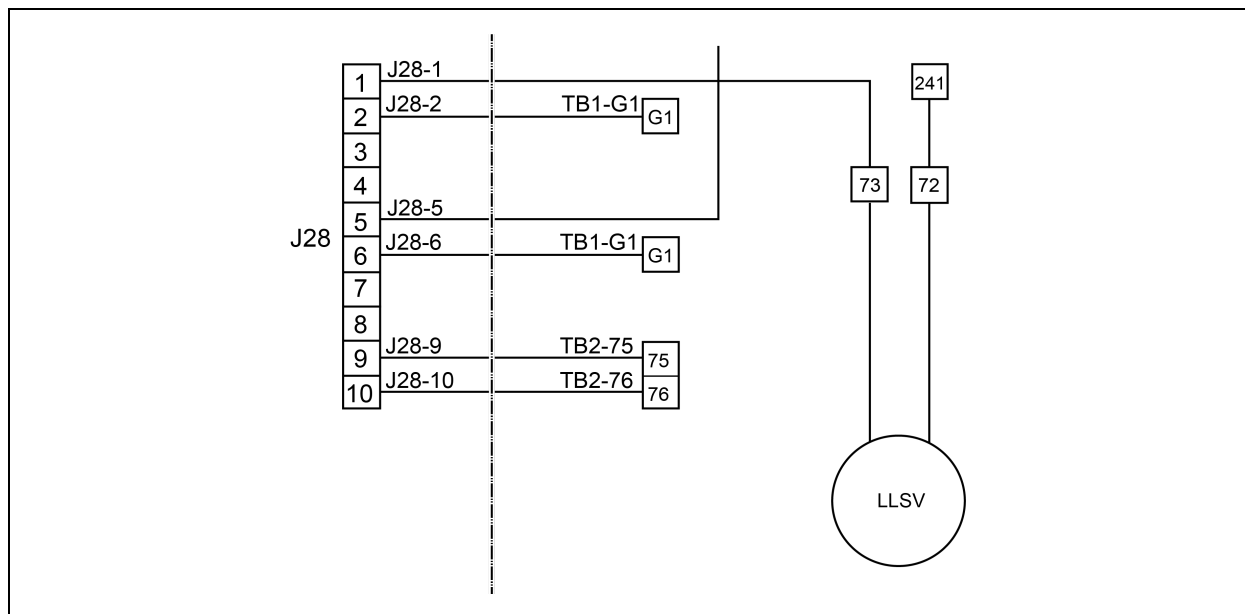 1 J28-1
241
2 J28-2 TB1-G1 G1
3
4
73 72
5 J28-5
J28
6 J28-6 TB1-G1 G1
7
8
9 J28-9 TB2-75 75
10 J28-10 TB2-76 76
LLSV